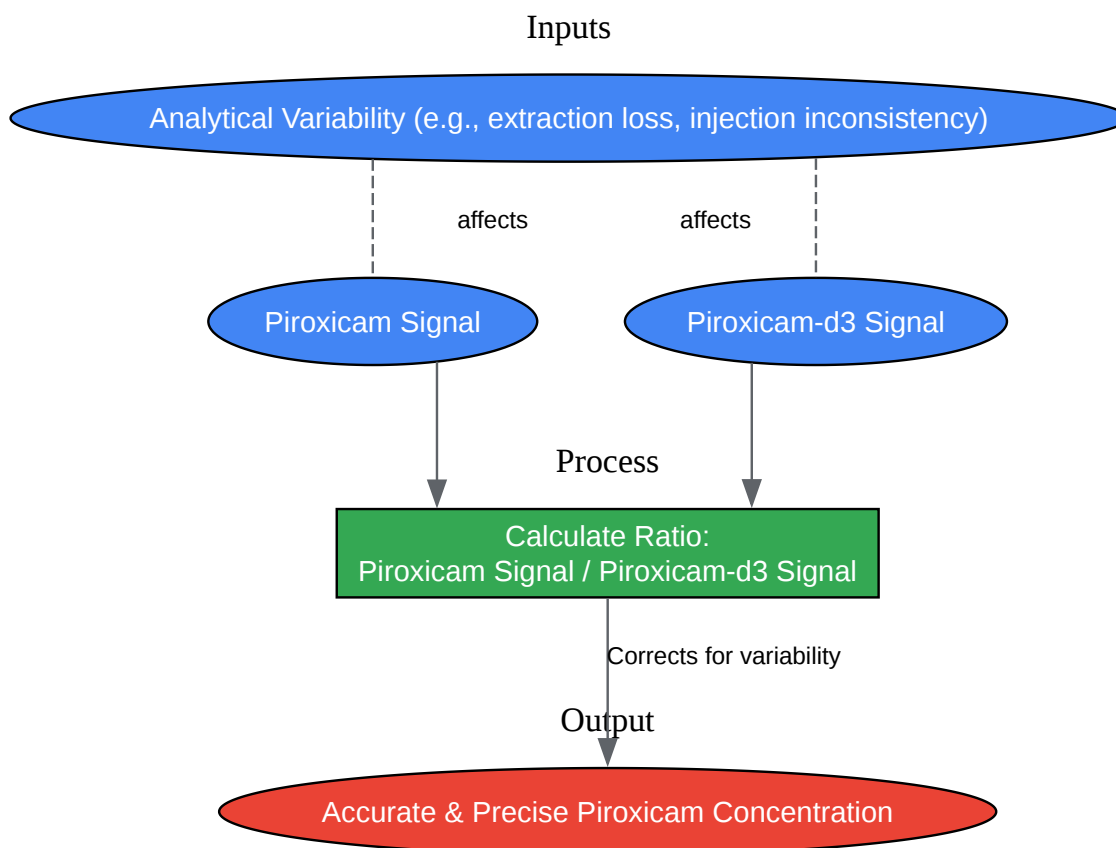 Inputs
Analytical Variability (e.g., extraction loss, injection inconsistency)
affects
affects
Piroxicam Signal
Piroxicam-d3 Signal
Process
Calculate Ratio:
Piroxicam Signal / Piroxicam-d3 Signal
Corrects for variability
Output
Accurate & Precise Piroxicam Concentration